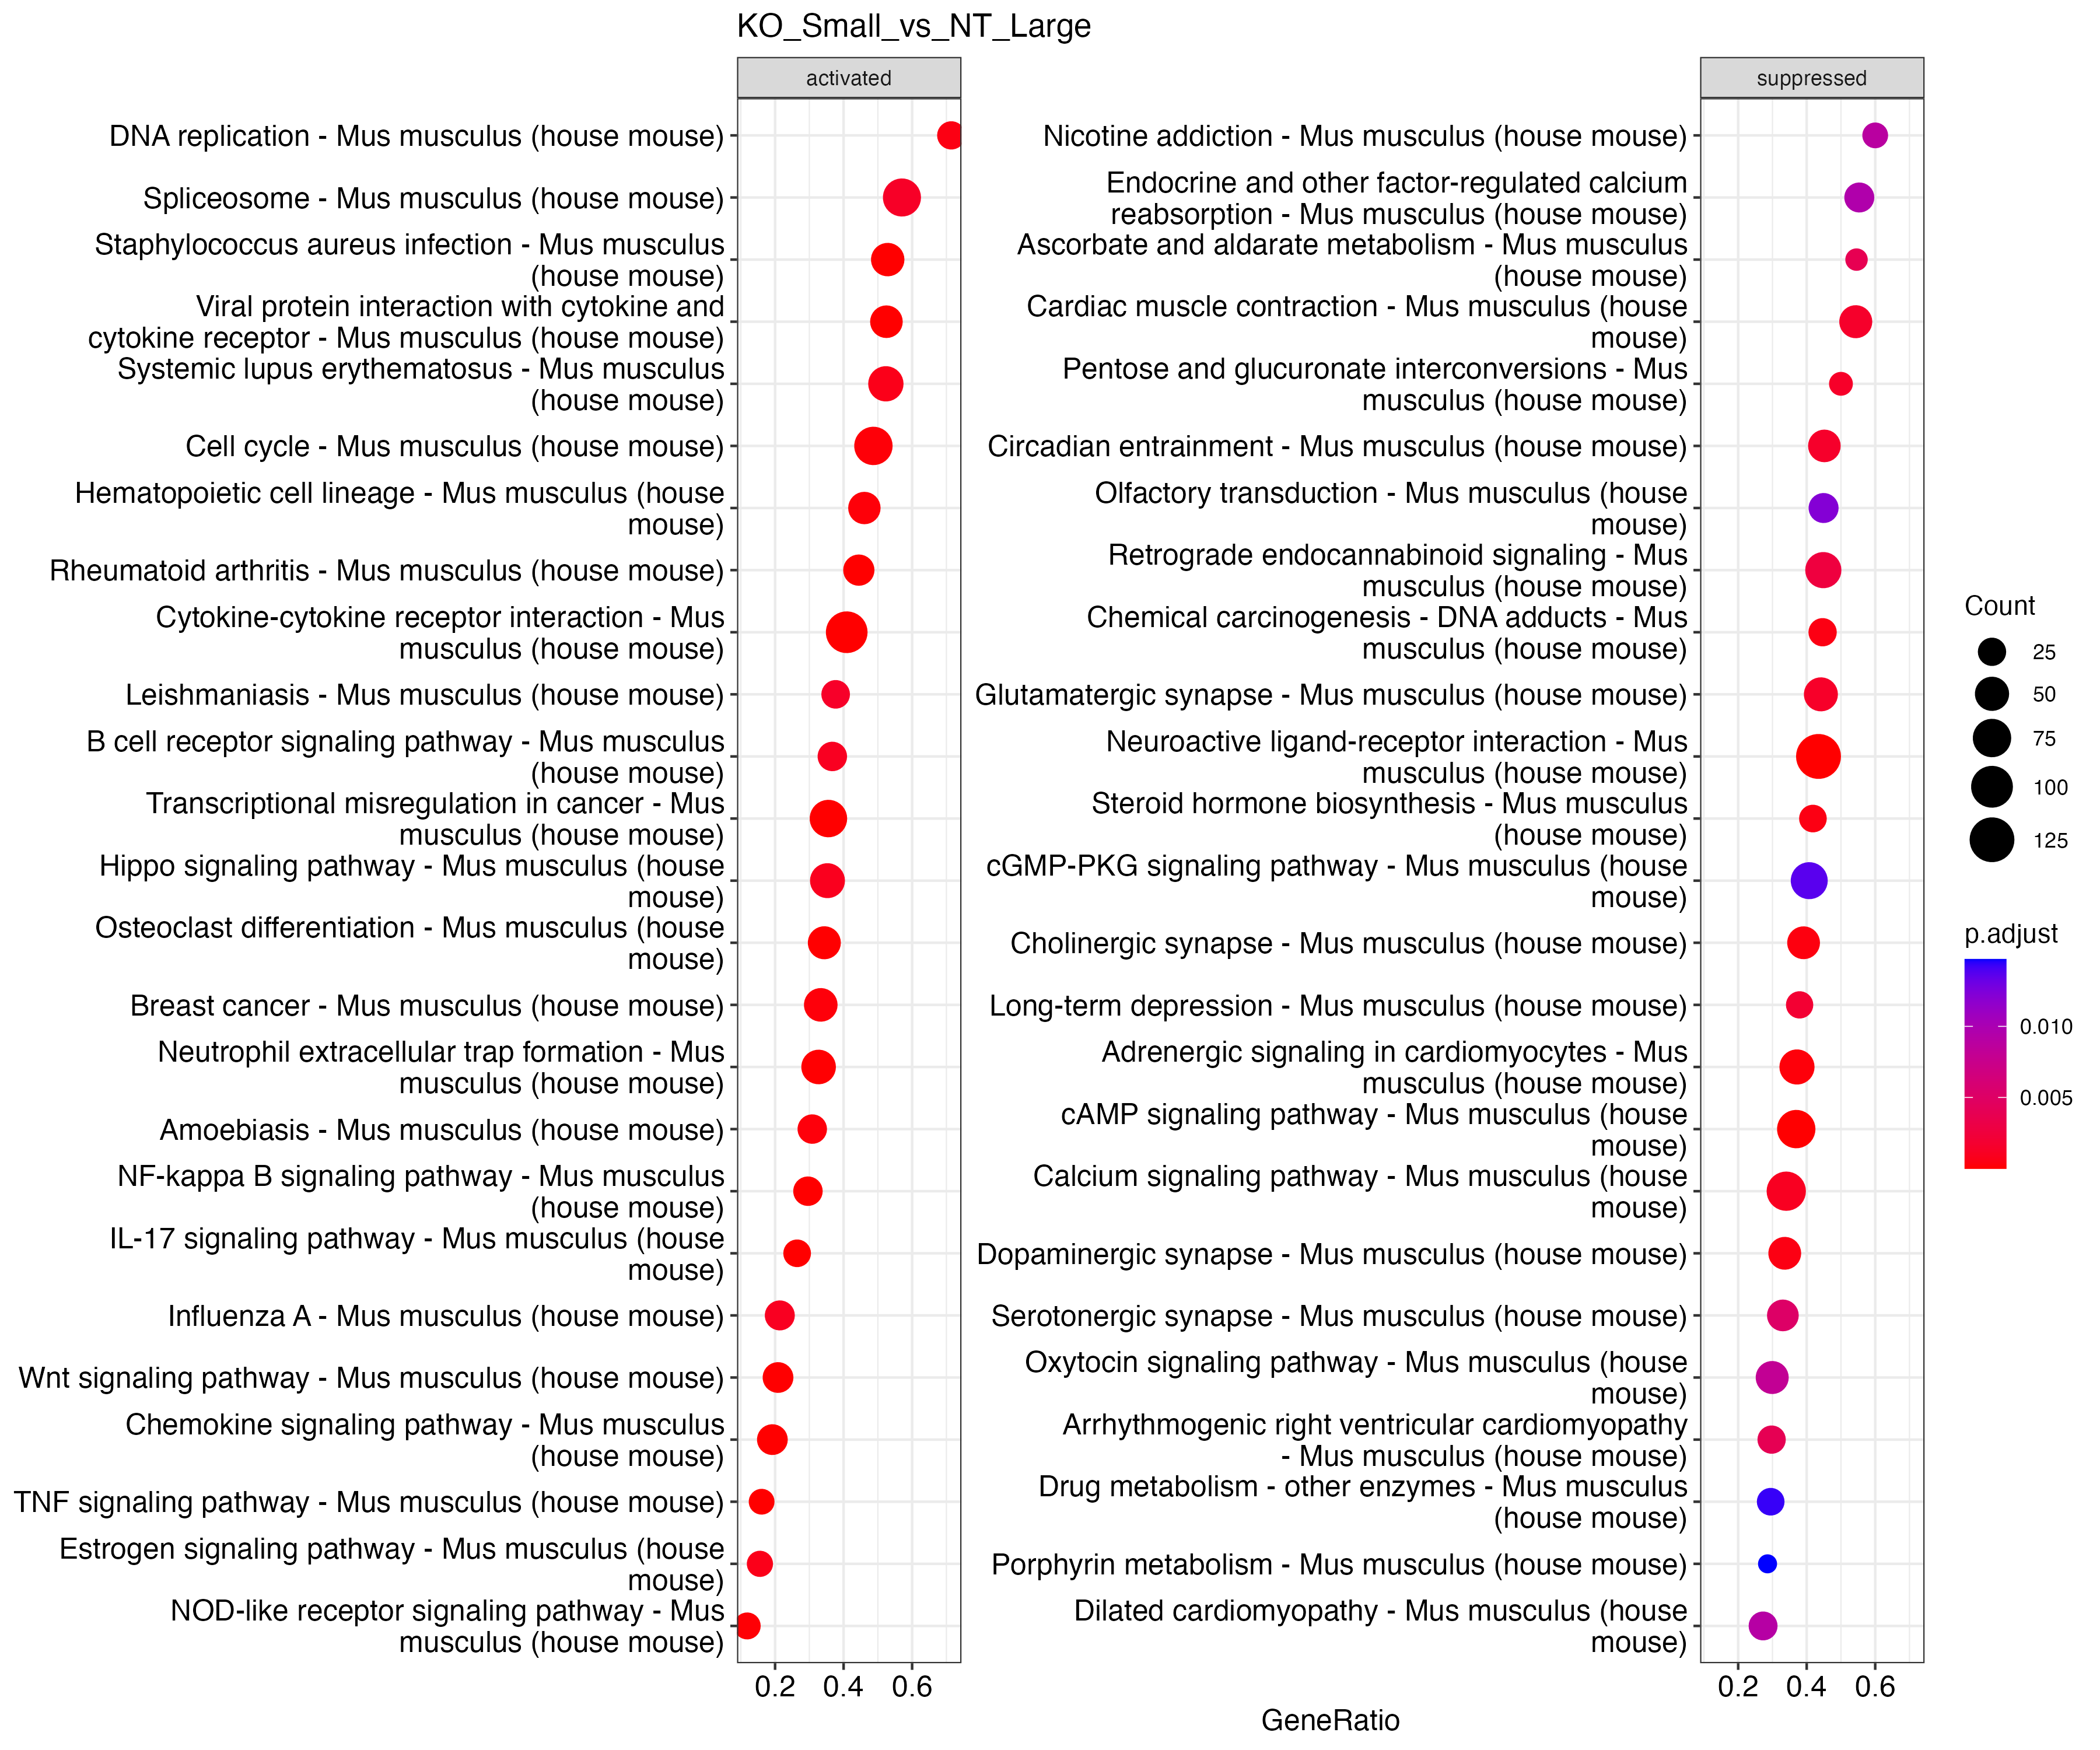 KO_Small_vs_NT_Large
activated
DNA replication - Mus musculus (house mouse)
Spliceosome - Mus musculus (house mouse)
Staphylococcus aureus infection - Mus musculus
(house mouse)
Viral protein interaction with cytokine and
cytokine receptor - Mus musculus (house mouse)
Systemic lupus erythematosus - Mus musculus
(house mouse)
Cell cycle - Mus musculus (house mouse)
Hematopoietic cell lineage - Mus musculus (house
mouse)
Rheumatoid arthritis - Mus musculus (house mouse)
Cytokine-cytokine receptor interaction - Mus
musculus (house mouse)
Leishmaniasis - Mus musculus (house mouse)
B cell receptor signaling pathway - Mus musculus
(house mouse)
Transcriptional misregulation in cancer - Mus
musculus (house mouse)
Hippo signaling pathway - Mus musculus (house
mouse)
Osteoclast differentiation - Mus musculus (house
mouse)
Breast cancer - Mus musculus (house mouse)
Neutrophil extracellular trap formation - Mus
musculus (house mouse)
Amoebiasis - Mus musculus (house mouse)
NF-kappa B signaling pathway - Mus musculus
(house mouse)
IL-17 signaling pathway - Mus musculus (house
mouse)
Influenza A - Mus musculus (house mouse)
Wnt signaling pathway - Mus musculus (house mouse)
Chemokine signaling pathway - Mus musculus
(house mouse)
TNF signaling pathway - Mus musculus (house mouse)
Estrogen signaling pathway - Mus musculus (house
mouse)
NOD-like receptor signaling pathway - Mus
musculus (house mouse)
0.2 0.4 0.6
suppressed
Nicotine addiction - Mus musculus (house mouse)
Endocrine and other factor-regulated calcium
reabsorption - Mus musculus (house mouse)
Ascorbate and aldarate metabolism - Mus musculus
(house mouse)
Cardiac muscle contraction - Mus musculus (house
mouse)
Pentose and glucuronate interconversions - Mus
musculus (house mouse)
Circadian entrainment - Mus musculus (house mouse)
Olfactory transduction - Mus musculus (house
mouse)
Retrograde endocannabinoid signaling - Mus
musculus (house mouse)
Chemical carcinogenesis - DNA adducts - Mus
musculus (house mouse)
Glutamatergic synapse - Mus musculus (house mouse)
Neuroactive ligand-receptor interaction - Mus
musculus (house mouse)
Steroid hormone biosynthesis - Mus musculus
(house mouse)
cGMP-PKG signaling pathway - Mus musculus (house
mouse)
Cholinergic synapse - Mus musculus (house mouse)
Long-term depression - Mus musculus (house mouse)
Adrenergic signaling in cardiomyocytes - Mus
musculus (house mouse)
cAMP signaling pathway - Mus musculus (house
mouse)
Calcium signaling pathway - Mus musculus (house
mouse)
Dopaminergic synapse - Mus musculus (house mouse)
Serotonergic synapse - Mus musculus (house mouse)
Oxytocin signaling pathway - Mus musculus (house
mouse)
Arrhythmogenic right ventricular cardiomyopathy
- Mus musculus (house mouse)
Drug metabolism - other enzymes - Mus musculus
(house mouse)
Porphyrin metabolism - Mus musculus (house mouse)
Dilated cardiomyopathy - Mus musculus (house
mouse)
0.2 0.4 0.6
GeneRatio
Count
25
50
75
100
125
p.adjust
0.010
0.005